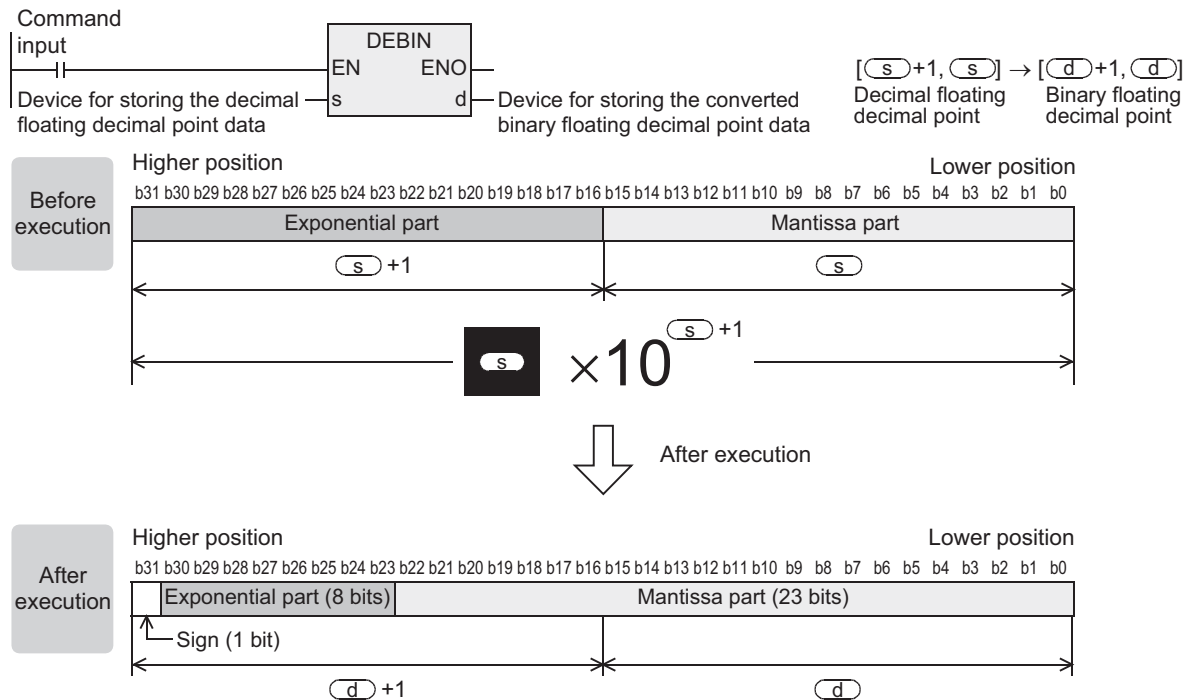 Command
input
DEBIN
EN ENO
s d
Device for storing the decimal
floating decimal point data
Device for storing the converted
binary floating decimal point data
[s+1, s] → [d+1, d]
Decimal floating
decimal point
Binary floating
decimal point
Before
execution
Higher position Lower position
b31 b30 b29 b28 b27 b26 b25 b24 b23 b22 b21 b20 b19 b18 b17 b16 b15 b14 b13 b12 b11 b10 b9 b8 b7 b6 b5 b4 b3 b2 b1 b0
Exponential part Mantissa part
s +1 s
s ×10 s +1
After execution
After
execution
Higher position Lower position
b31 b30 b29 b28 b27 b26 b25 b24 b23 b22 b21 b20 b19 b18 b17 b16 b15 b14 b13 b12 b11 b10 b9 b8 b7 b6 b5 b4 b3 b2 b1 b0
Exponential part (8 bits) Mantissa part (23 bits)
Sign (1 bit)
d +1 d